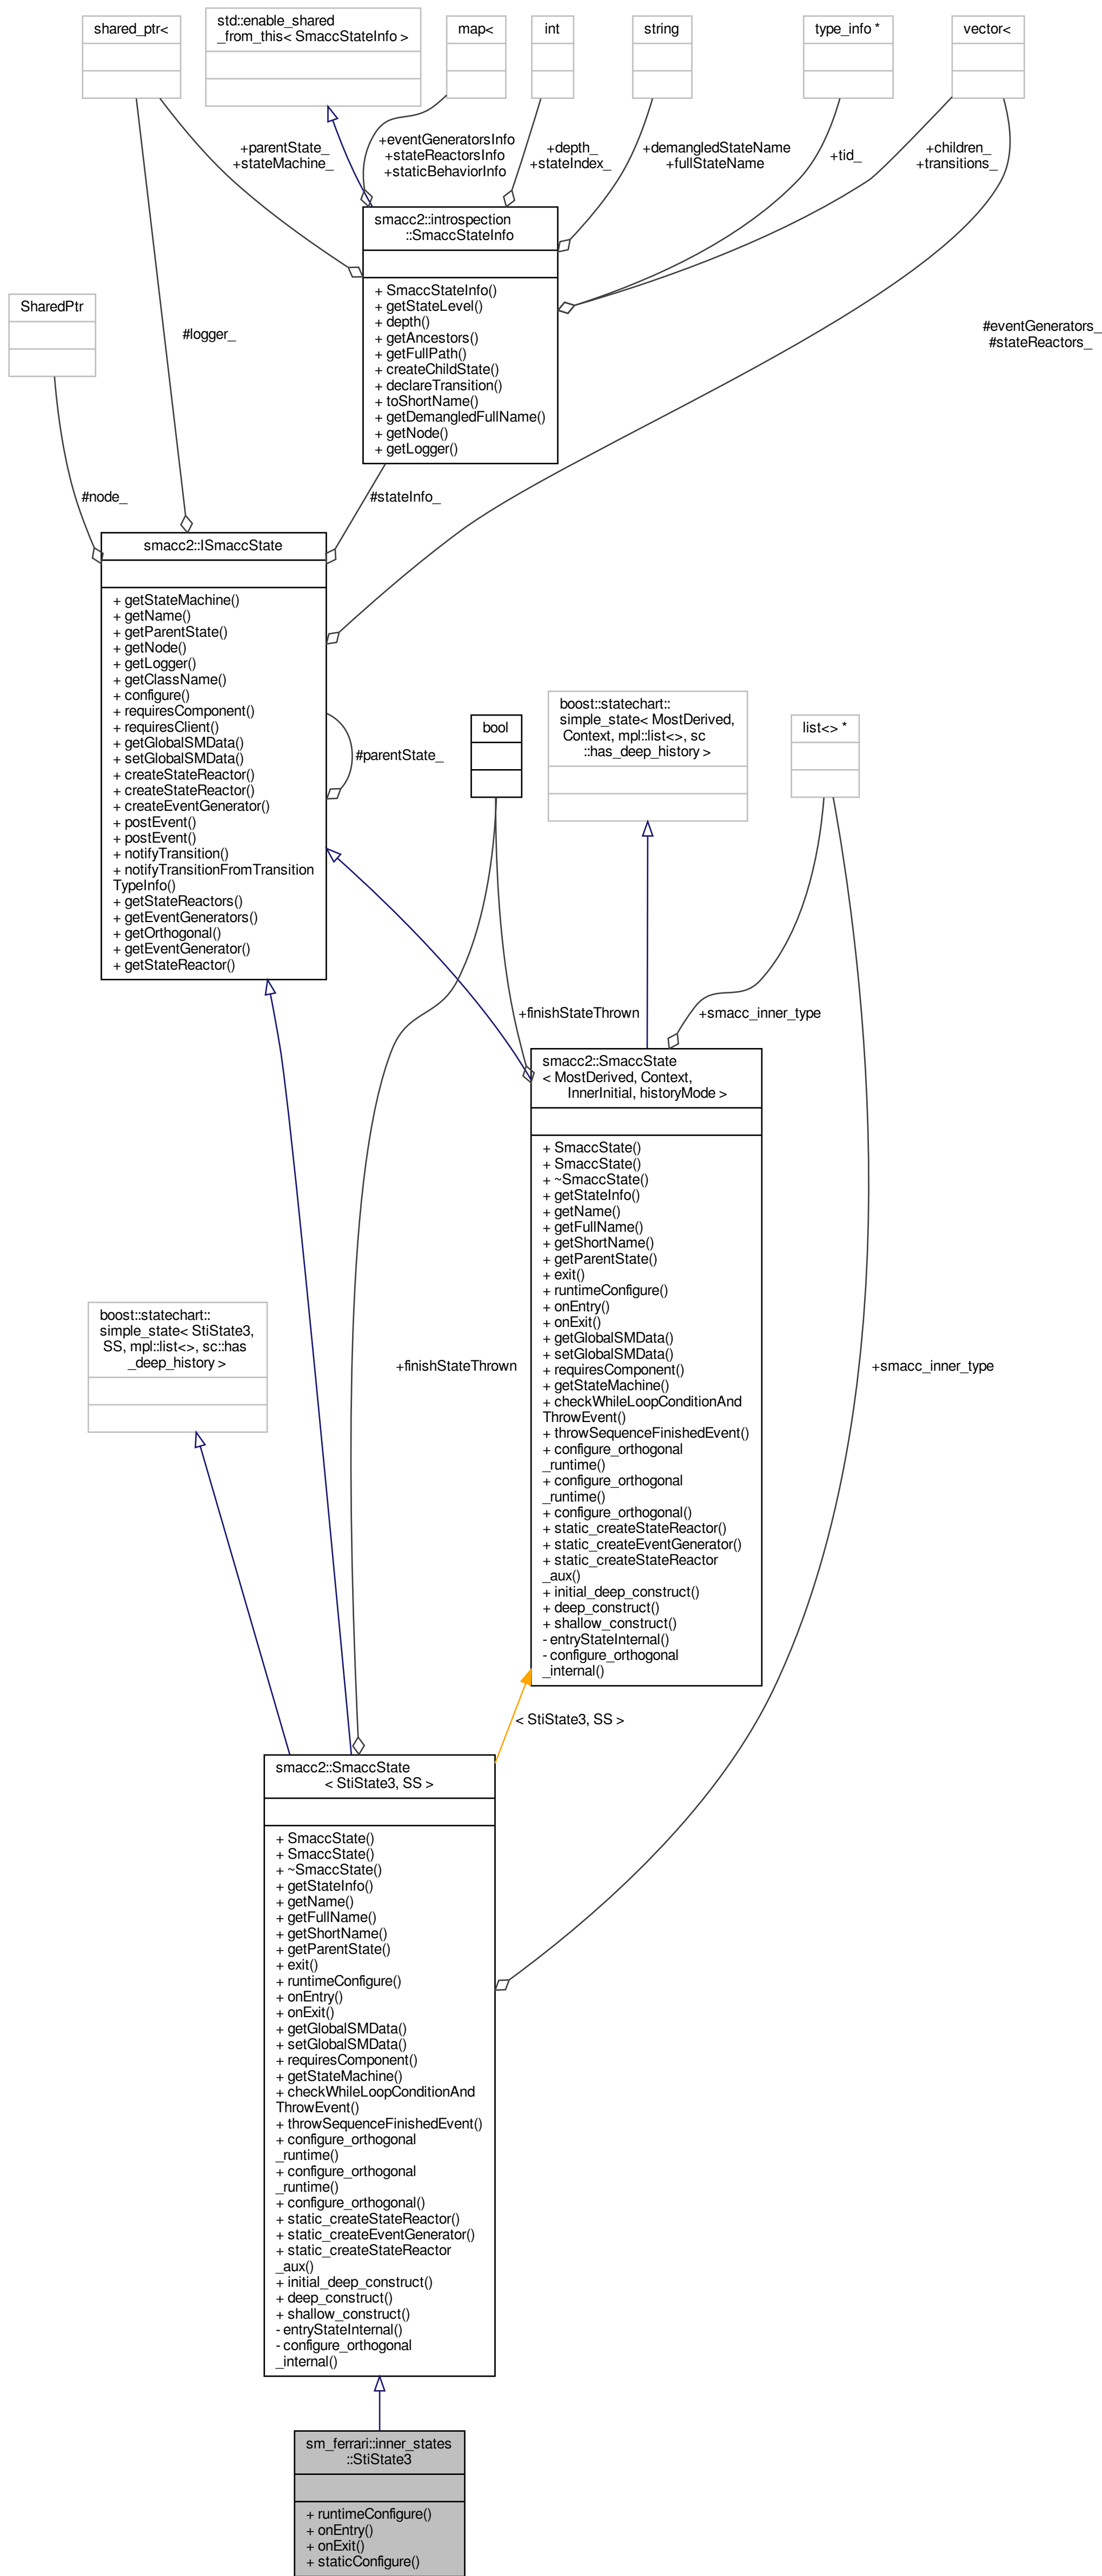 shared_ptr<
std::enable_shared
_from_this< SmaccStateInfo >
map<
int
string
type_info *
vector<
+parentState_
+stateMachine_
+eventGeneratorsInfo
+stateReactorsInfo
+staticBehaviorInfo
+depth_
+stateIndex_
+demangledStateName
+fullStateName
+tid_
+children_
+transitions_
smacc2::introspection
::SmaccStateInfo
+ SmaccStateInfo()
+ getStateLevel()
+ depth()
+ getAncestors()
+ getFullPath()
+ createChildState()
+ declareTransition()
+ toShortName()
+ getDemangledFullName()
+ getNode()
+ getLogger()
SharedPtr
#logger_
#eventGenerators_
#stateReactors_
#node_
#stateInfo_
smacc2::ISmaccState
+ getStateMachine()
+ getName()
+ getParentState()
+ getNode()
+ getLogger()
+ getClassName()
+ configure()
+ requiresComponent()
+ requiresClient()
+ getGlobalSMData()
+ setGlobalSMData()
+ createStateReactor()
+ createStateReactor()
+ createEventGenerator()
+ postEvent()
+ postEvent()
+ notifyTransition()
+ notifyTransitionFromTransition
TypeInfo()
+ getStateReactors()
+ getEventGenerators()
+ getOrthogonal()
+ getEventGenerator()
+ getStateReactor()
#parentState_
bool
boost::statechart::
simple_state< MostDerived,
Context, mpl::list<>, sc
::has_deep_history >
list<> *
+finishStateThrown
+smacc_inner_type
smacc2::SmaccState
< MostDerived, Context,
InnerInitial, historyMode >
+ SmaccState()
+ SmaccState()
+ ~SmaccState()
+ getStateInfo()
+ getName()
+ getFullName()
+ getShortName()
+ getParentState()
+ exit()
+ runtimeConfigure()
+ onEntry()
+ onExit()
+ getGlobalSMData()
+ setGlobalSMData()
+ requiresComponent()
+ getStateMachine()
+ checkWhileLoopConditionAnd
ThrowEvent()
+ throwSequenceFinishedEvent()
+ configure_orthogonal
_runtime()
+ configure_orthogonal
_runtime()
+ configure_orthogonal()
+ static_createStateReactor()
+ static_createEventGenerator()
+ static_createStateReactor
_aux()
+ initial_deep_construct()
+ deep_construct()
+ shallow_construct()
- entryStateInternal()
- configure_orthogonal
_internal()
boost::statechart::
simple_state< StiState3,
SS, mpl::list<>, sc::has
_deep_history >
+finishStateThrown
+smacc_inner_type
< StiState3, SS >
smacc2::SmaccState
< StiState3, SS >
+ SmaccState()
+ SmaccState()
+ ~SmaccState()
+ getStateInfo()
+ getName()
+ getFullName()
+ getShortName()
+ getParentState()
+ exit()
+ runtimeConfigure()
+ onEntry()
+ onExit()
+ getGlobalSMData()
+ setGlobalSMData()
+ requiresComponent()
+ getStateMachine()
+ checkWhileLoopConditionAnd
ThrowEvent()
+ throwSequenceFinishedEvent()
+ configure_orthogonal
_runtime()
+ configure_orthogonal
_runtime()
+ configure_orthogonal()
+ static_createStateReactor()
+ static_createEventGenerator()
+ static_createStateReactor
_aux()
+ initial_deep_construct()
+ deep_construct()
+ shallow_construct()
- entryStateInternal()
- configure_orthogonal
_internal()
sm_ferrari::inner_states
::StiState3
+ runtimeConfigure()
+ onEntry()
+ onExit()
+ staticConfigure()